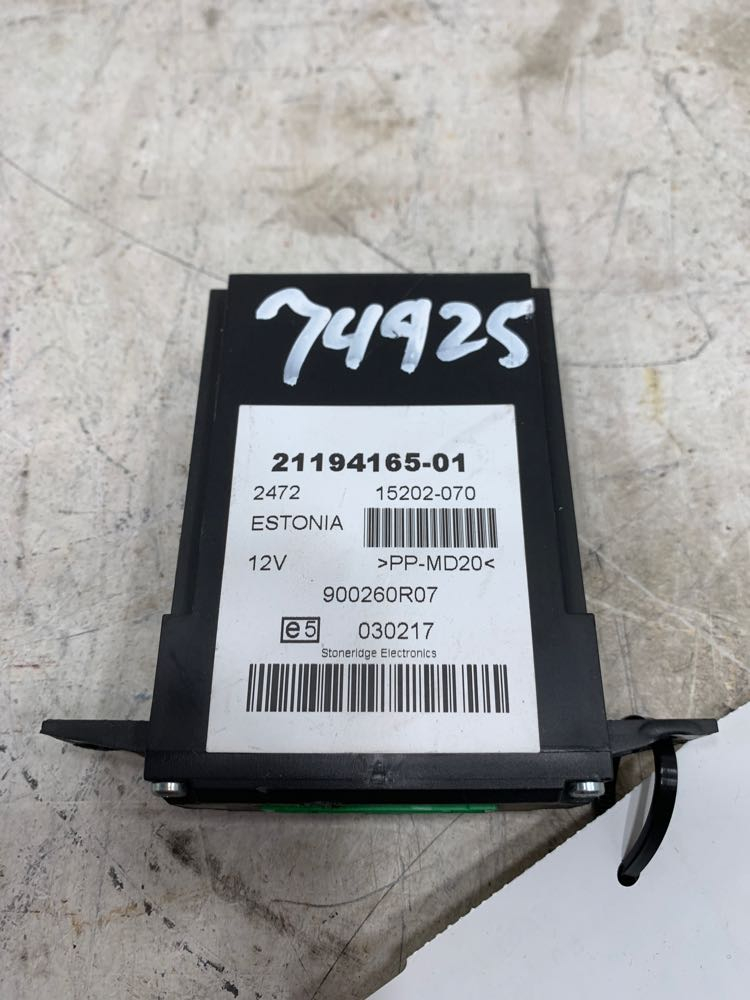 74925
21194165-01
2472 15202-070
ESTONIA
12V >PP-MD20<
900260R07
e5 030217
Stoneridge Electronics